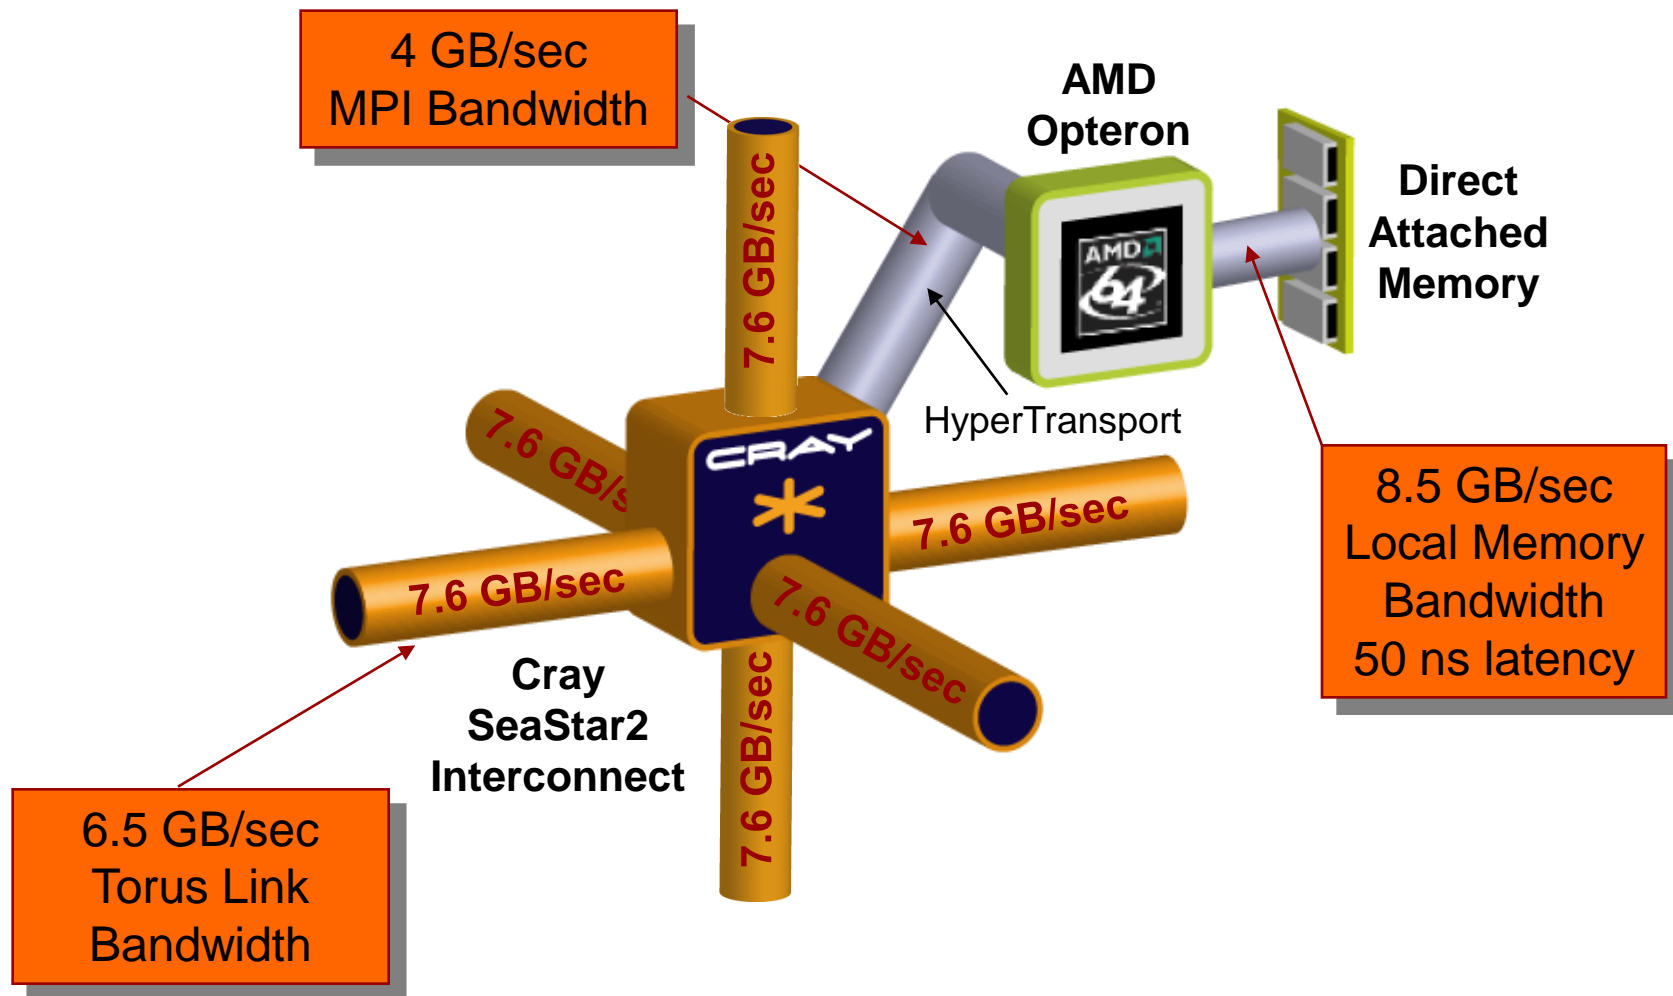 4 GB/sec
MPI Bandwidth
AMD
Opteron
Direct
Attached
Memory
7.6 GB/sec
AMD
64
HyperTransport
7.6 GB/s
CRAY
7.6 GB/sec
7.6 GB/sec
7.6 GB/sec
7.6 GB/sec
8.5 GB/sec
Local Memory
Bandwidth
50 ns latency
Cray
SeaStar2
Interconnect
6.5 GB/sec
Torus Link
Bandwidth